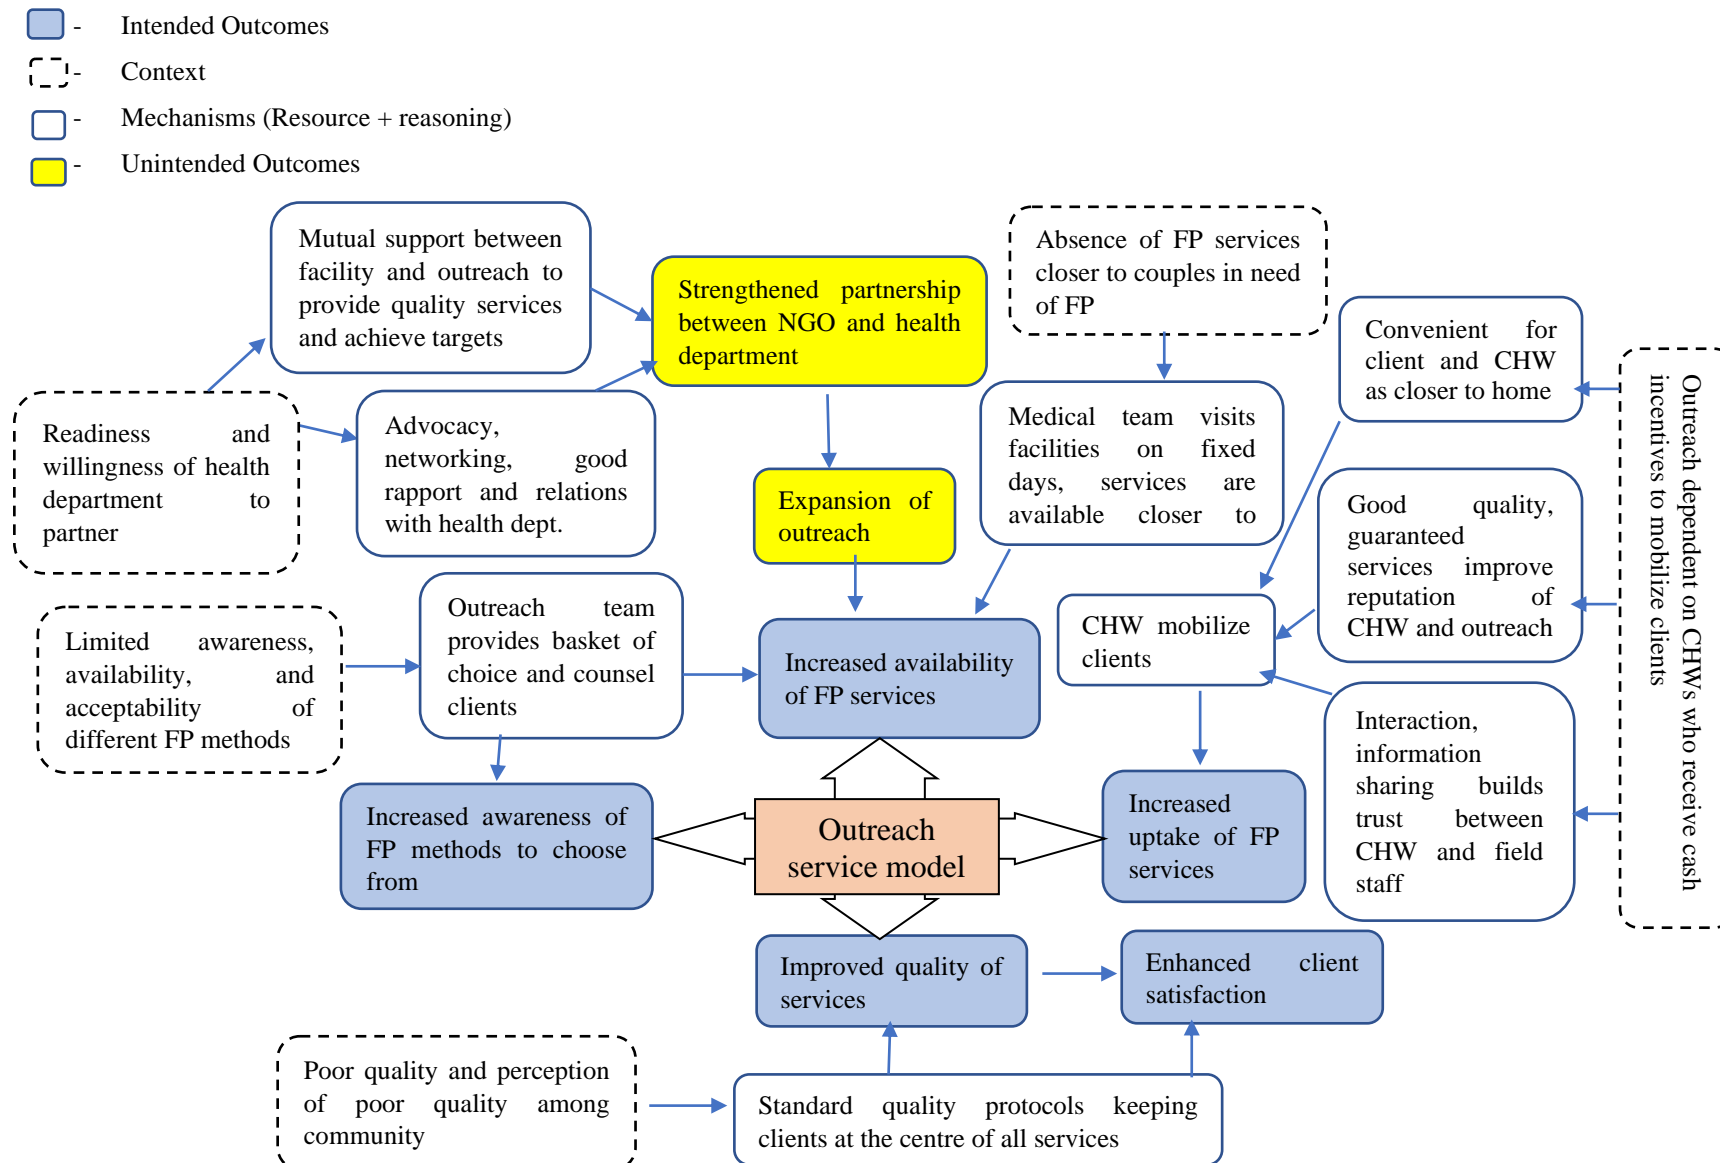 - Intended Outcomes
- Context
- Mechanisms (Resource + reasoning)
- Unintended Outcomes
Mutual support between
facility and outreach to
provide quality services
and achieve targets
Strengthened partnership
between NGO and health
department
Absence of FP services
closer to couples in need
of FP
Convenient for
client and CHW
as closer to home
Outreach dependent on CHWs who receive cash
incentives to mobilize clients
Readiness and
willingness of health
department to
partner
Advocacy,
networking, good
rapport and relations
with health dept.
Expansion of
outreach
Medical team visits
facilities on fixed
days, services are
available closer to
Good quality,
guaranteed
services improve
reputation of
CHW and outreach
Limited awareness,
availability, and
acceptability of
different FP methods
Outreach team
provides basket of
choice and counsel
clients
Increased availability
of FP services
CHW mobilize
clients
Interaction,
information
sharing builds
trust between
CHW and field
staff
Increased awareness of
FP methods to choose
from
Outreach
service model
Increased
uptake of FP
services
Improved quality of
services
Enhanced client
satisfaction
Poor quality and perception
of poor quality among
community
Standard quality protocols keeping
clients at the centre of all services